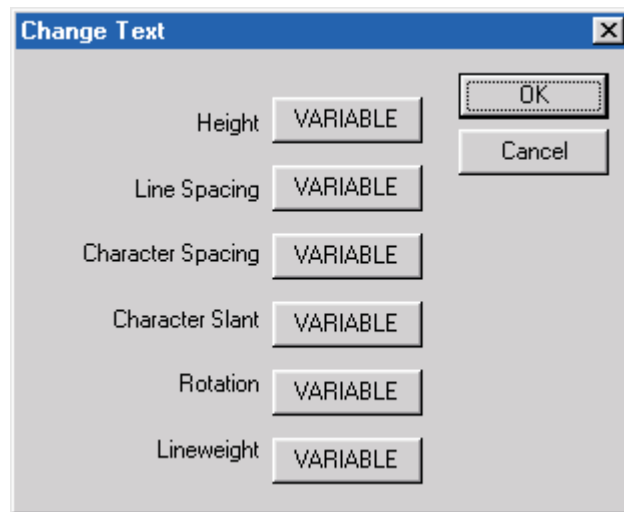 Change Text
Height VARIABLE
Line Spacing VARIABLE
Character Spacing VARIABLE
Character Slant VARIABLE
Rotation VARIABLE
Lineweight VARIABLE
OK
Cancel